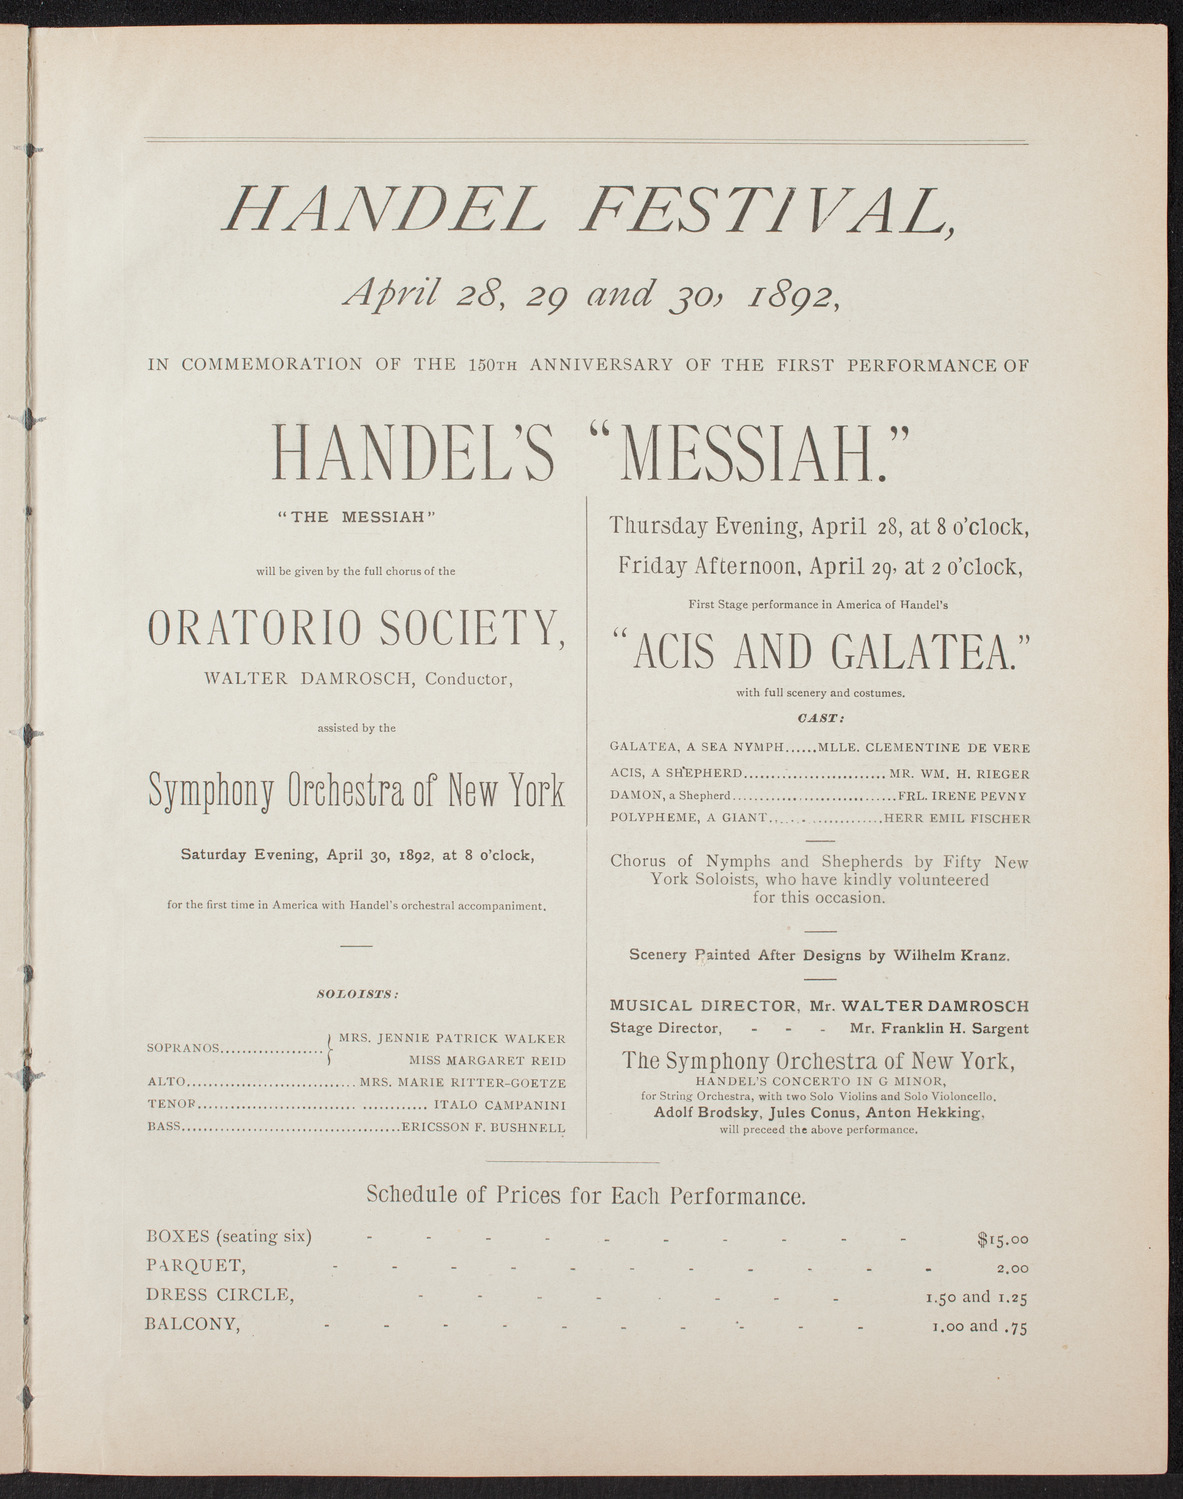 HANDEL FESTIVAL,
April 28, 29 and 30, 1892,
IN COMMEMORATION OF THE 150TH ANNIVERSARY OF THE FIRST PERFORMANCE OF
HANDEL'S "MESSIAH."
"THE MESSIAH"
will be given by the full chorus of the
ORATORIO SOCIETY,
WALTER DAMROSCH, Conductor,
assisted by the
Symphony Orchestra of New York
Saturday Evening, April 30, 1892, at 8 o'clock,
for the first time in America with Handel's orchestral accompaniment.
SOLOISTS:
SOPRANOS................... } MRS. JENNIE PATRICK WALKER
MISS MARGARET REID
ALTO............................... MRS. MARIE RITTER-GOETZE
TENOR............................. ............ ITALO CAMPANINI
BASS........................................ERICSSON F. BUSHNELL
Thursday Evening, April 28, at 8 o'clock,
Friday Afternoon, April 29, at 2 o'clock,
First Stage performance in America of Handel's
"ACIS AND GALATEA."
with full scenery and costumes.
CAST:
GALATEA, A SEA NYMPH......MLLE. CLEMENTINE DE VERE
ACIS, A SHEPHERD.......................... MR. WM. H. RIEGER
DAMON, a Shepherd................................FRL. IRENE PEVNY
POLYPHEME, A GIANT.....................HERR EMIL FISCHER
Chorus of Nymphs and Shepherds by Fifty New
York Soloists, who have kindly volunteered
for this occasion.
Scenery Painted After Designs by Wilhelm Kranz.
MUSICAL DIRECTOR, Mr. WALTER DAMROSCH
Stage Director, - - - Mr. Franklin H. Sargent
The Symphony Orchestra of New York,
HANDEL'S CONCERTO IN G MINOR,
for String Orchestra, with two Solo Violins and Solo Violoncello,
Adolf Brodsky, Jules Conus, Anton Hekking,
will preceed the above performance.
Schedule of Prices for Each Performance.
BOXES (seating six) - - - - - - - - - - $15.00
PARQUET, - - - - - - - - - - - 2.00
DRESS CIRCLE, - - - - - - - - 1.50 and 1.25
BALCONY, - - - - - - - - - - 1.00 and .75